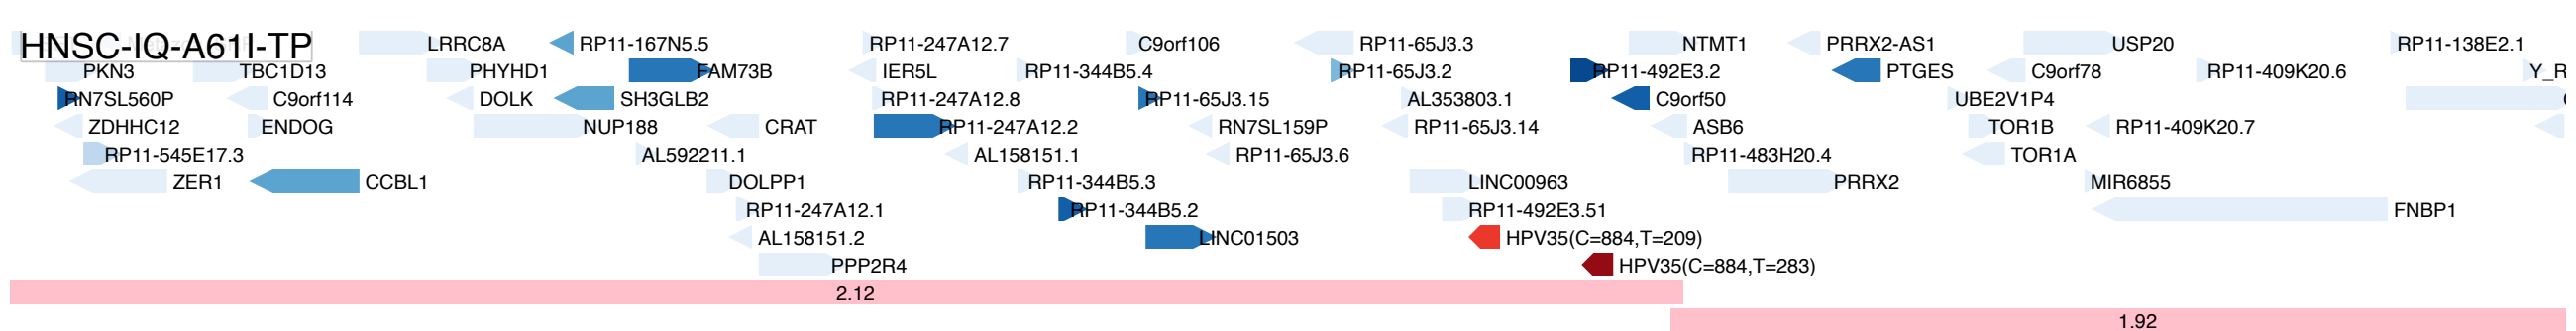 HNSC-IQ-A61I-TP LRRC8A RP11-167N5.5 RP11-247A12.7 C9orf106 RP11-65J3.3 NTMT1 PRRX2-AS1 USP20 RP11-138E2.1
PKN3 TBC1D13 PHYHD1 FAM73B IER5L RP11-344B5.4 RP11-65J3.2 RP11-492E3.2 PTGES C9orf78 RP11-409K20.6 Y_R
RN7SL560P C9orf114 DOLK SH3GLB2 RP11-247A12.8 RP11-65J3.15 AL353803.1 C9orf50 UBE2V1P4
ZDHHC12 ENDOG NUP188 CRAT RP11-247A12.2 RN7SL159P RP11-65J3.14 ASB6 TOR1B RP11-409K20.7
RP11-545E17.3 AL592211.1 AL158151.1 RP11-65J3.6 RP11-483H20.4 TOR1A
ZER1 CCBL1 DOLPP1 RP11-344B5.3 LINC00963 PRRX2 MIR6855
RP11-247A12.1 RP11-344B5.2 RP11-492E3.51 FNBP1
AL158151.2 LINC01503 HPV35(C=884,T=209)
PPP2R4 HPV35(C=884,T=283)
2.12
1.92